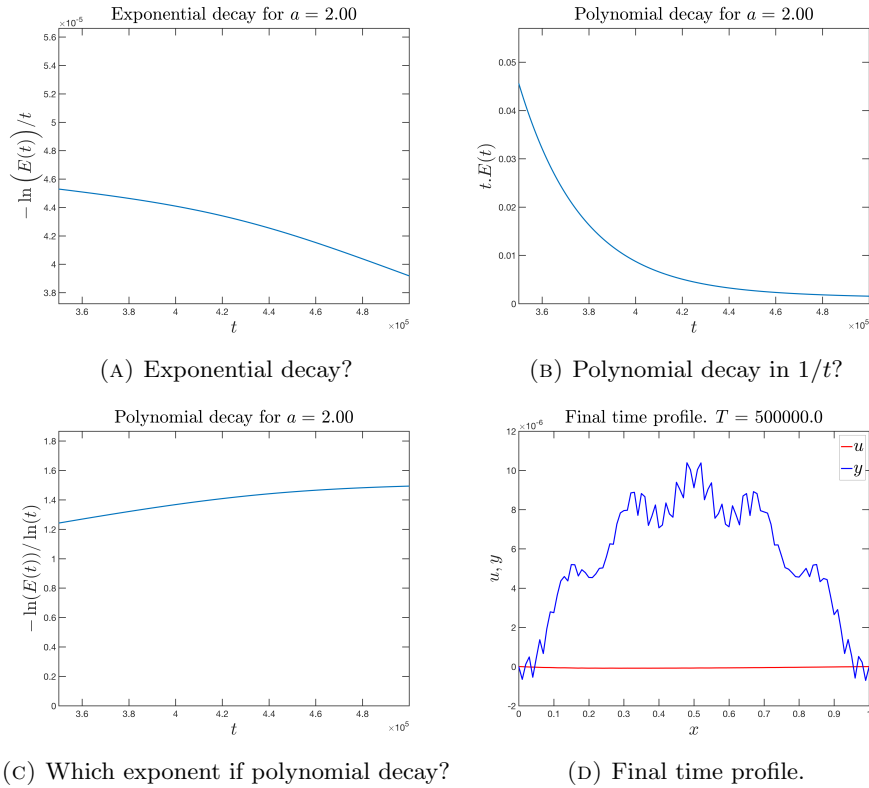 Exponential decay for a = 2.00
×10⁻⁵
5.6
5.4
5.2
5
4.8
4.6
4.4
4.2
4
3.8
− ln (E(t))/t
3.6 3.8 4 4.2 4.4 4.6 4.8
×10⁵
t
(A) Exponential decay?
Polynomial decay for a = 2.00
0.05
0.04
0.03
0.02
0.01
0
t.E(t)
3.6 3.8 4 4.2 4.4 4.6 4.8
×10⁵
t
(B) Polynomial decay in 1/t?
Polynomial decay for a = 2.00
1.8
1.6
1.4
1.2
1
0.8
0.6
0.4
0.2
0
− ln(E(t))/ ln(t)
3.6 3.8 4 4.2 4.4 4.6 4.8
×10⁵
t
(C) Which exponent if polynomial decay?
Final time profile. T = 500000.0
×10⁻⁶
12
10
8
6
4
2
0
-2
u, y
u
y
0 0.1 0.2 0.3 0.4 0.5 0.6 0.7 0.8 0.9 1
x
(D) Final time profile.